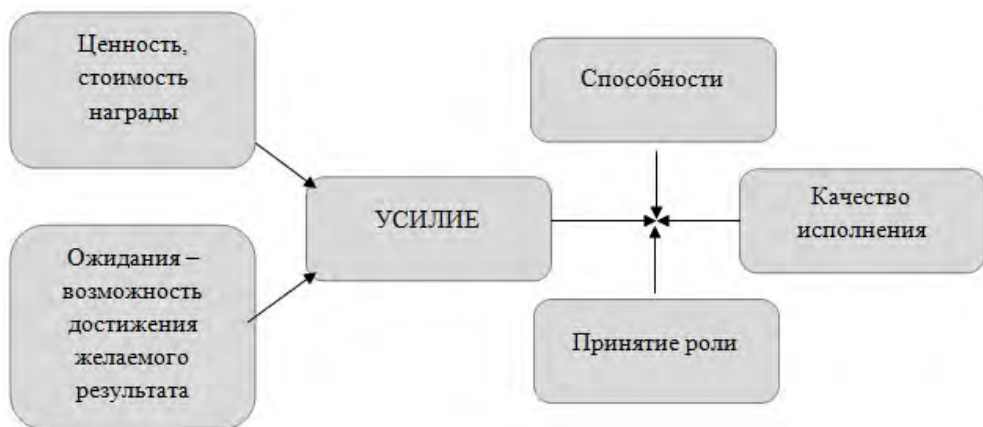 Ценность,
стоимость
награды
Ожидания –
возможность
достижения
желаемого
результата
УСИЛИЕ
Способности
Принятие роли
Качество
исполнения